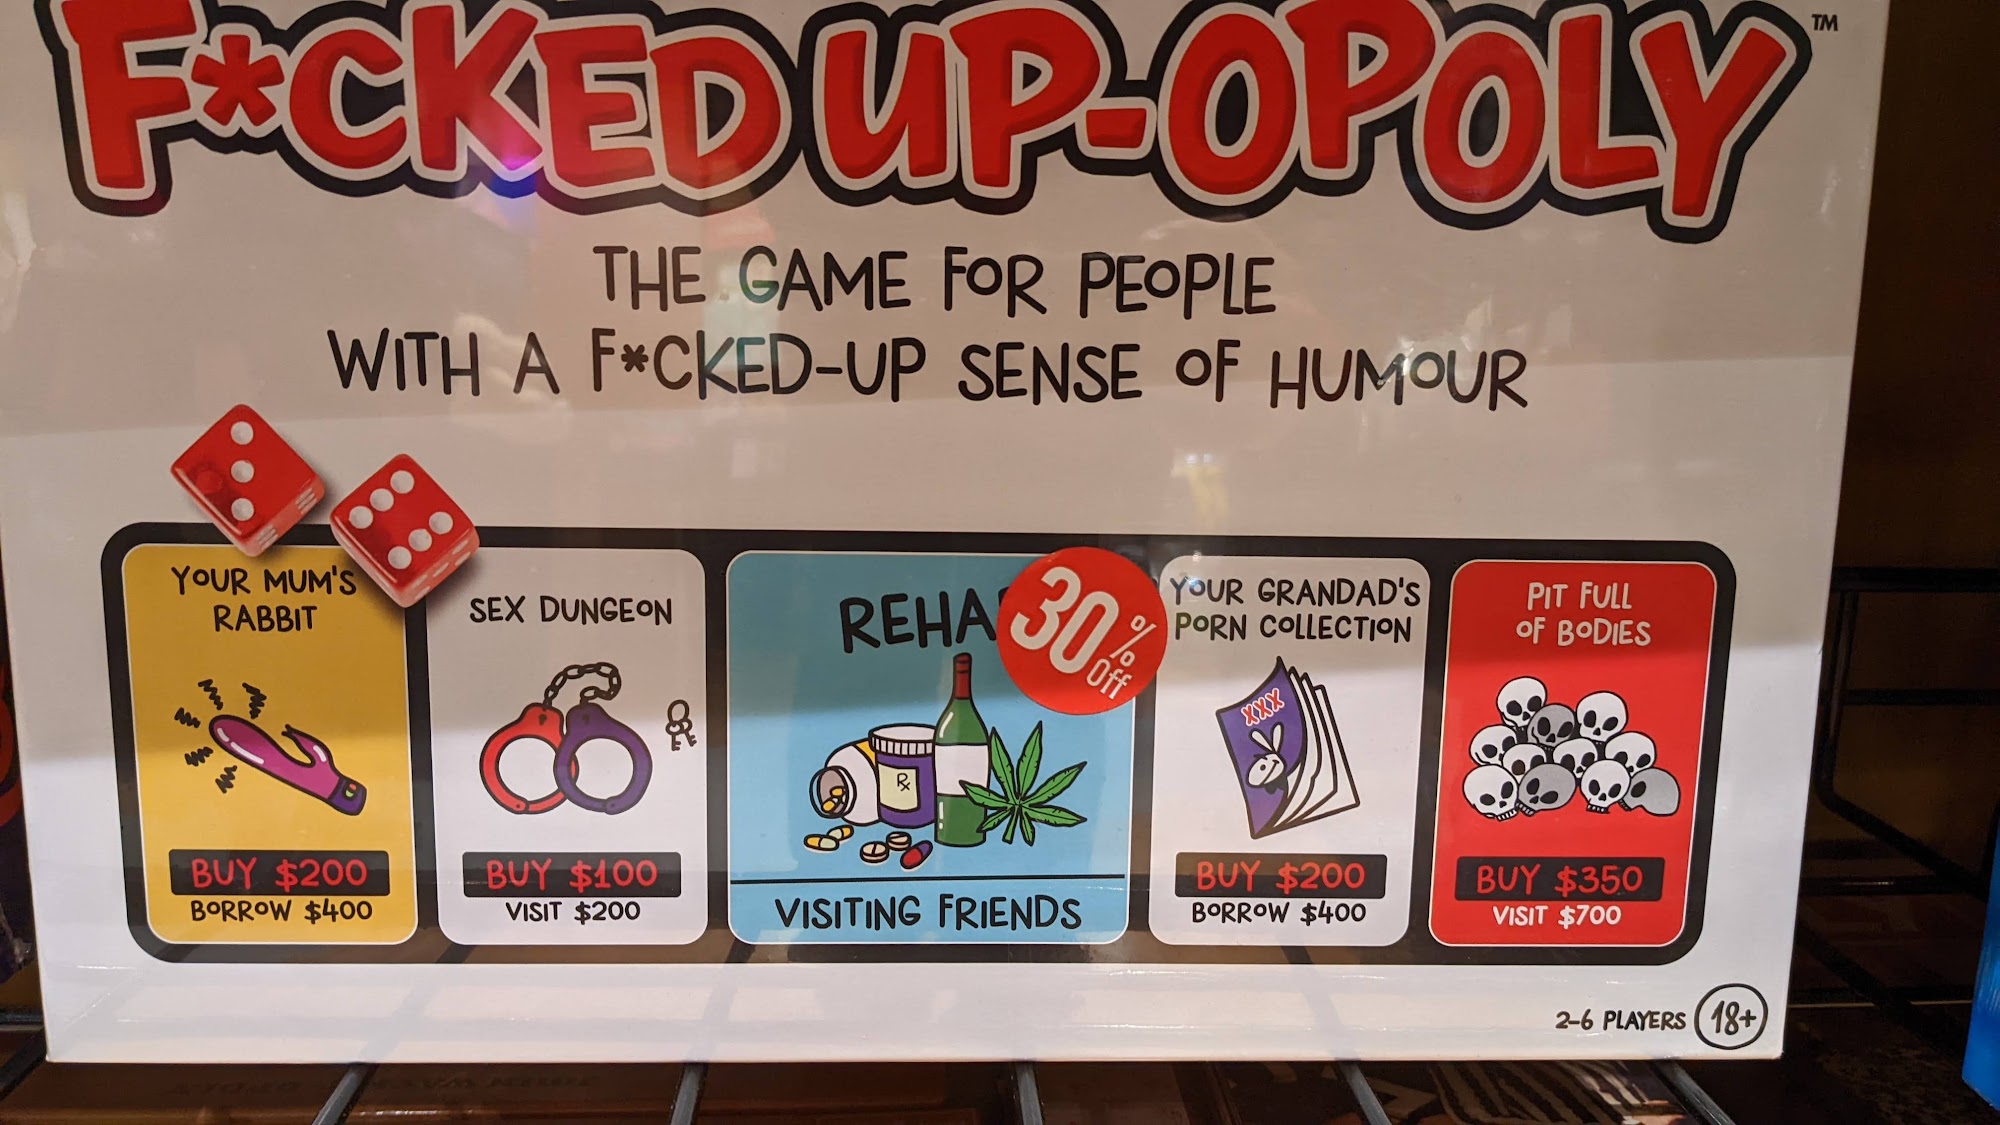 F*CKED UP-OPOLY™
THE GAME FOR PEOPLE
WITH A F*CKED-UP SENSE OF HUMOUR
YOUR MUM'S
RABBIT
BUY $200
BORROW $400
SEX DUNGEON
BUY $100
VISIT $200
REHA
30% Off
Rx
VISITING FRIENDS
YOUR GRANDAD'S
PORN COLLECTION
XXX
BUY $200
BORROW $400
PIT FULL
OF BODIES
BUY $350
VISIT $700
2-6 PLAYERS 18+